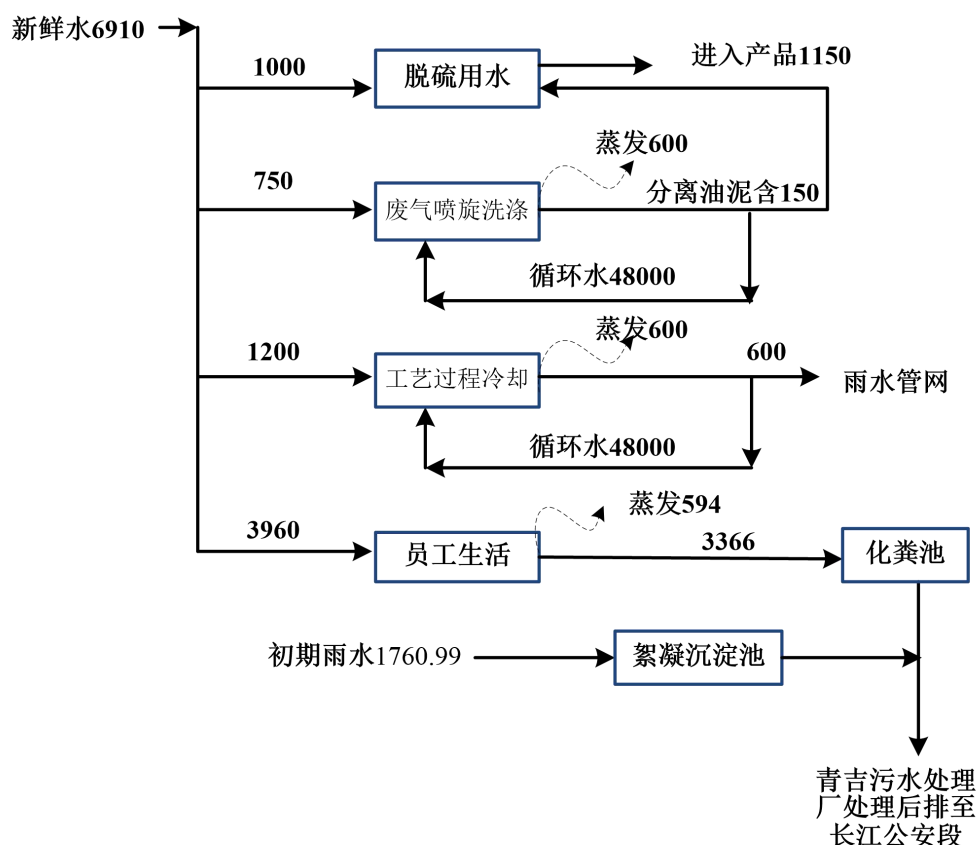 新鲜水6910
1000
脱硫用水
进入产品1150
蒸发600
750
废气喷旋洗涤
分离油泥含150
循环水48000
蒸发600
1200
工艺过程冷却
600
雨水管网
循环水48000
蒸发594
3960
员工生活
3366
化粪池
初期雨水1760.99
絮凝沉淀池
青吉污水处理
厂处理后排至
长江公安段